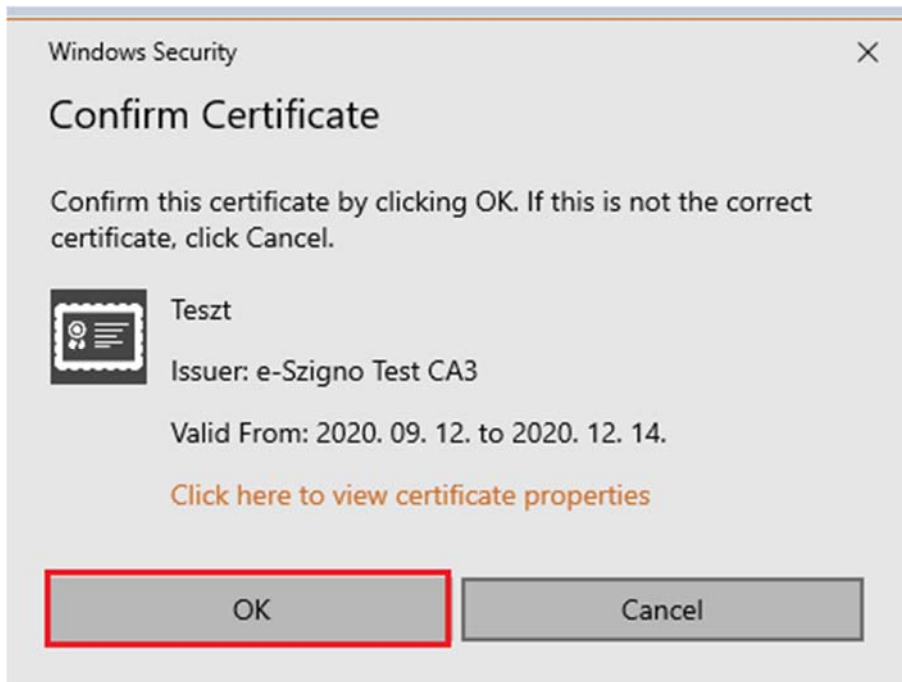 Windows Security
Confirm Certificate
Confirm this certificate by clicking OK. If this is not the correct
certificate, click Cancel.
Teszt
Issuer: e-Szigno Test CA3
Valid From: 2020. 09. 12. to 2020. 12. 14.
Click here to view certificate properties
OK
Cancel